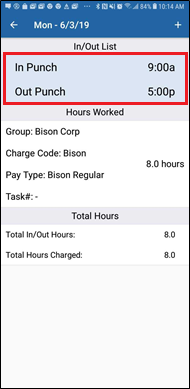 84% 10:14 AM
Mon - 6/3/19 +
In/Out List
In Punch 9:00a
Out Punch 5:00p
Hours Worked
Group: Bison Corp
Charge Code: Bison
8.0 hours
Pay Type: Bison Regular
Task#: -
Total Hours
Total In/Out Hours: 8.0
Total Hours Charged: 8.0